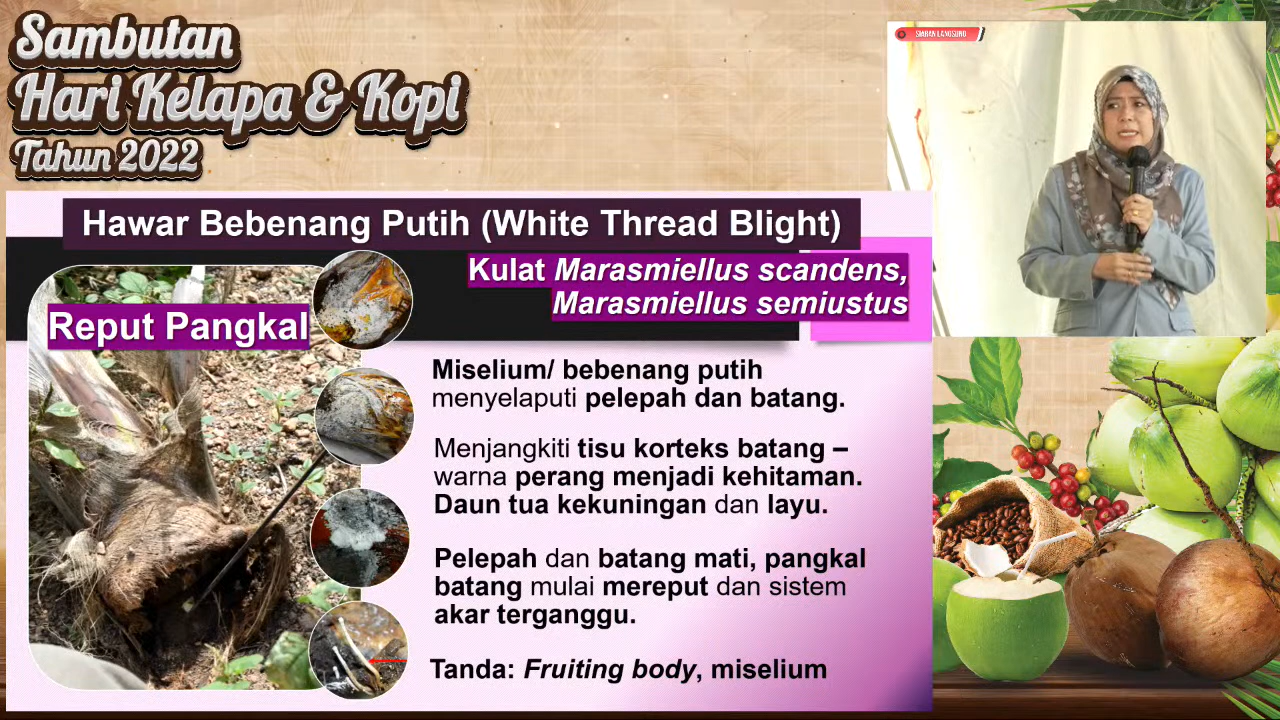 Sambutan
Hari Kelapa & Kopi
Tahun 2022
SIARAN LANGSUNG
Hawar Bebenang Putih (White Thread Blight)
Kulat Marasmiellus scandens,
Marasmiellus semiustus
Reput Pangkal
Miselium/ bebenang putih
menyelaputi pelepah dan batang.
Menjangkiti tisu korteks batang –
warna perang menjadi kehitaman.
Daun tua kekuningan dan layu.
Pelepah dan batang mati, pangkal
batang mulai mereput dan sistem
akar terganggu.
Tanda: Fruiting body, miselium